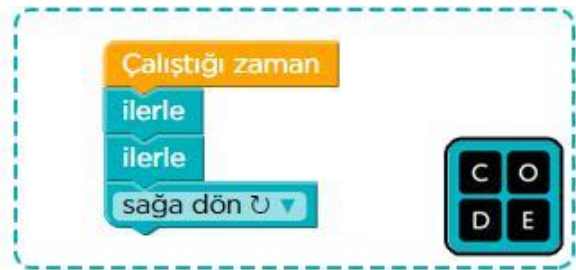 Çalıştığı zaman
ilerle
ilerle
sağa dön ↻ ▼
C O
D E